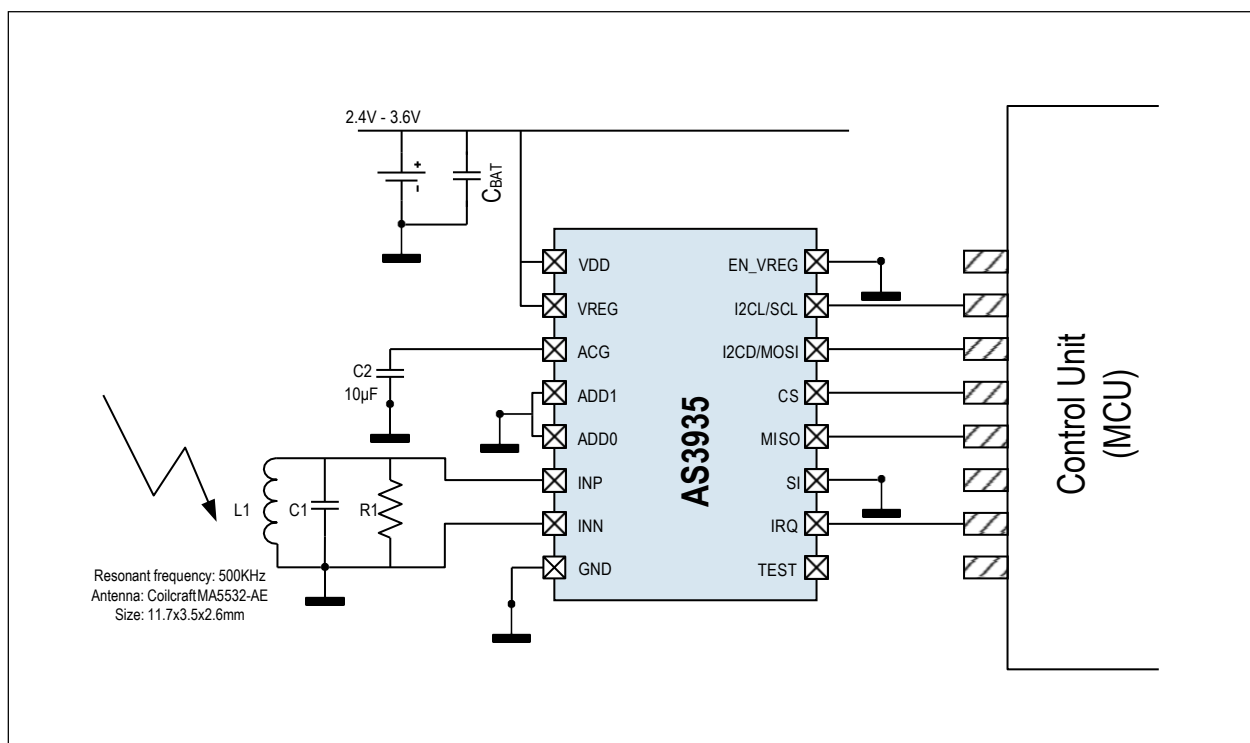 2.4V - 3.6V
+
-
CBAT
VDD
VREG
ACG
ADD1
ADD0
INP
INN
GND
AS3935
EN_VREG
I2CL/SCL
I2CD/MOSI
CS
MISO
SI
IRQ
TEST
Control Unit
(MCU)
C2
10µF
L1
C1
R1
Resonant frequency: 500KHz
Antenna: CoilcraftMA5532-AE
Size: 11.7x3.5x2.6mm